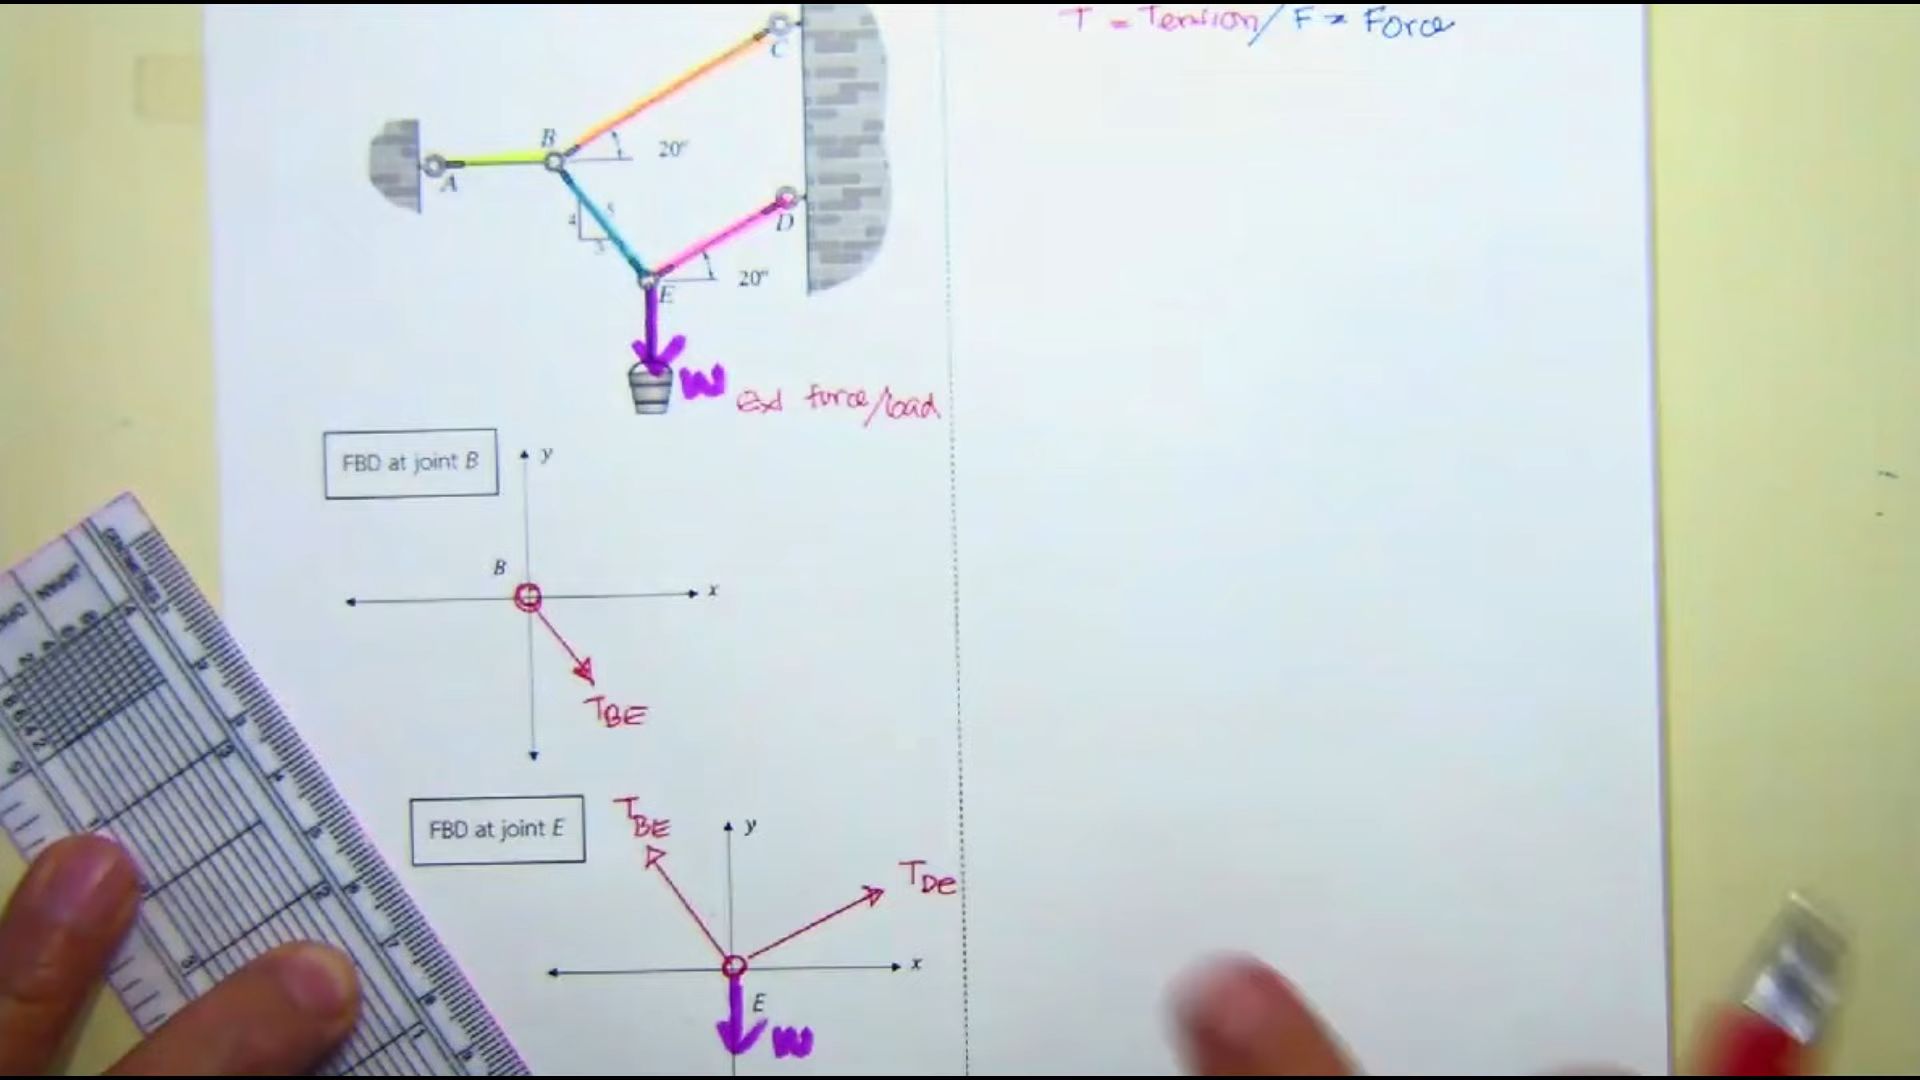 T = Tension / F = Force
C
B
20°
A
D
4
5
3
20°
E
W
ext force/load
FBD at joint B
y
B
x
TBE
FBD at joint E
TBE
y
TDE
x
E
W